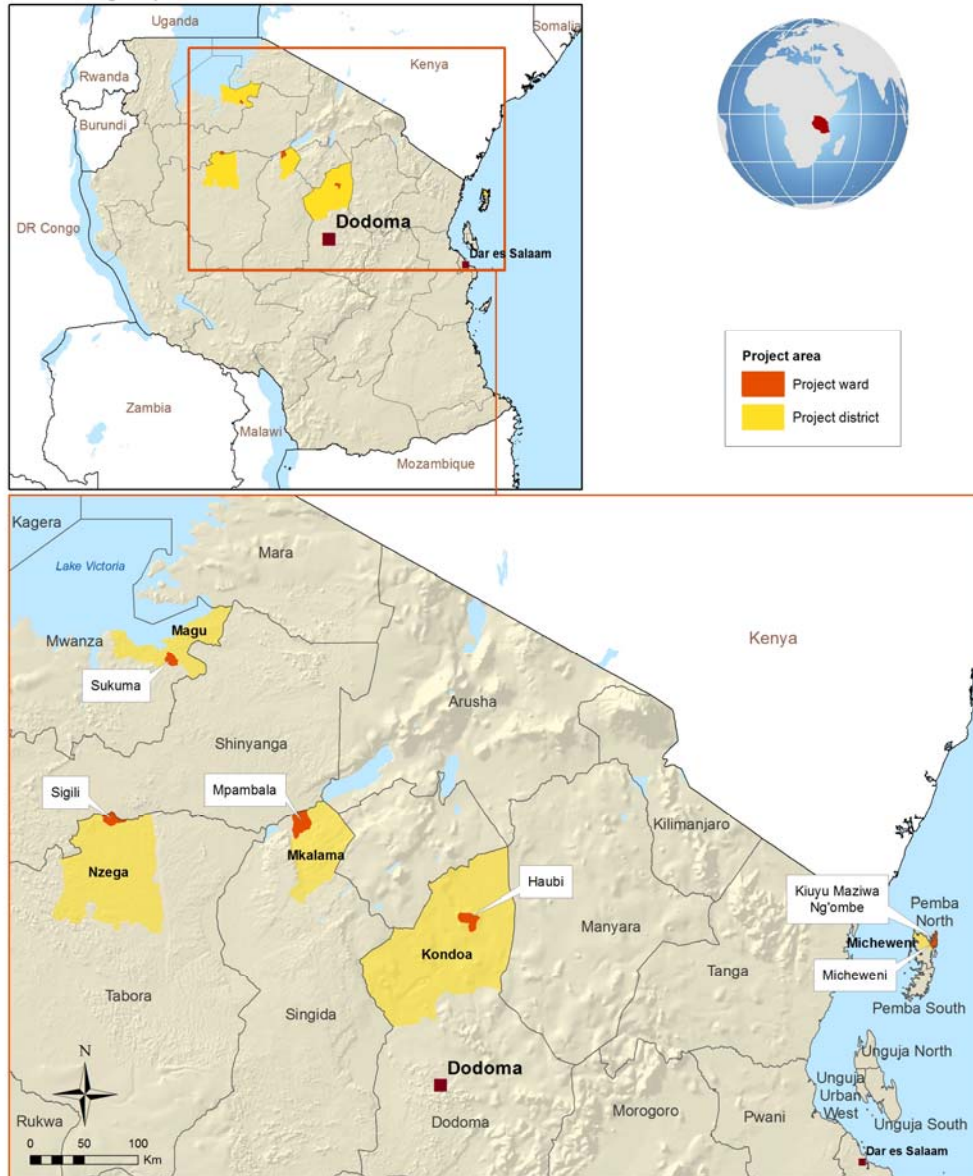 Uganda
Somalia
Kenya
Rwanda
Burundi
DR Congo
Dodoma
Dar es Salaam
Zambia
Malawi
Mozambique
Project area
Project ward
Project district
Kagera
Mara
Lake Victoria
Magu
Mwanza
Kenya
Sukuma
Arusha
Shinyanga
Sigili
Mpambala
Kilimanjaro
Mkalama
Nzega
Haubi
Kiuyu Maziwa
Ng'ombe
Pemba
North
Manyara
Micheweni
Kondoa
Micheweni
Tanga
Tabora
Singida
Pemba South
N
Dodoma
Unguja North
Unguja
Urban
West
Morogoro
Pwani
Unguja South
Rukwa
Dodoma
0 50 100
Km
Dar es Salaam